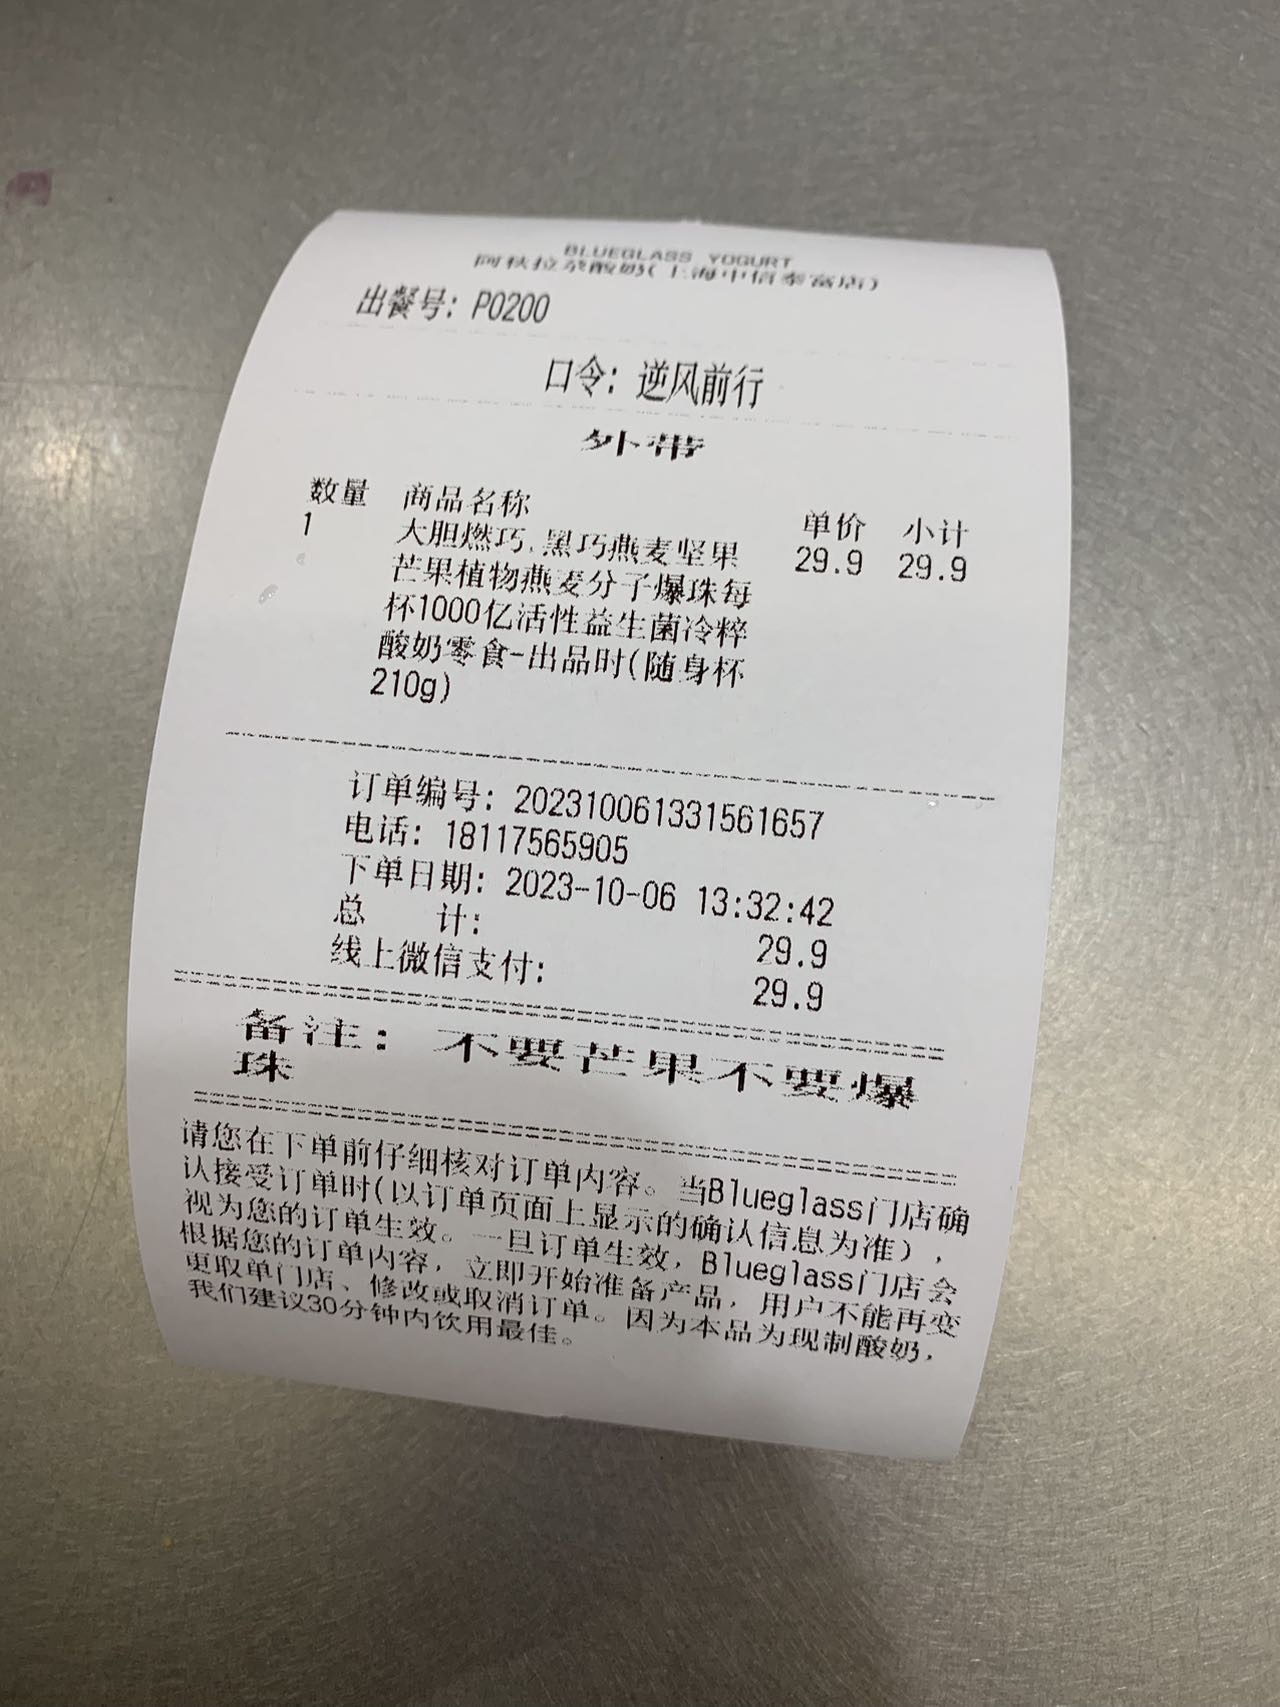 BLUEGLASS YOGURT
阿秋拉尕酸奶(上海中信泰富店)
出餐号: P0200
口令: 逆风前行
外带
数量 商品名称 单价 小计
1 大胆燃巧.黑巧燕麦坚果 29.9 29.9
芒果植物燕麦分子爆珠每
杯1000亿活性益生菌冷粹
酸奶零食-出品时(随身杯
210g)
订单编号: 202310061331561657
电话: 18117565905
下单日期: 2023-10-06 13:32:42
总 计: 29.9
线上微信支付: 29.9
备注: 不要芒果不要爆
珠
请您在下单前仔细核对订单内容。当Blueglass门店确
认接受订单时(以订单页面上显示的确认信息为准),
视为您的订单生效。一旦订单生效, Blueglass门店会
根据您的订单内容, 立即开始准备产品, 用户不能再变
更取单门店、修改或取消订单。因为本品为现制酸奶,
我们建议30分钟内饮用最佳。